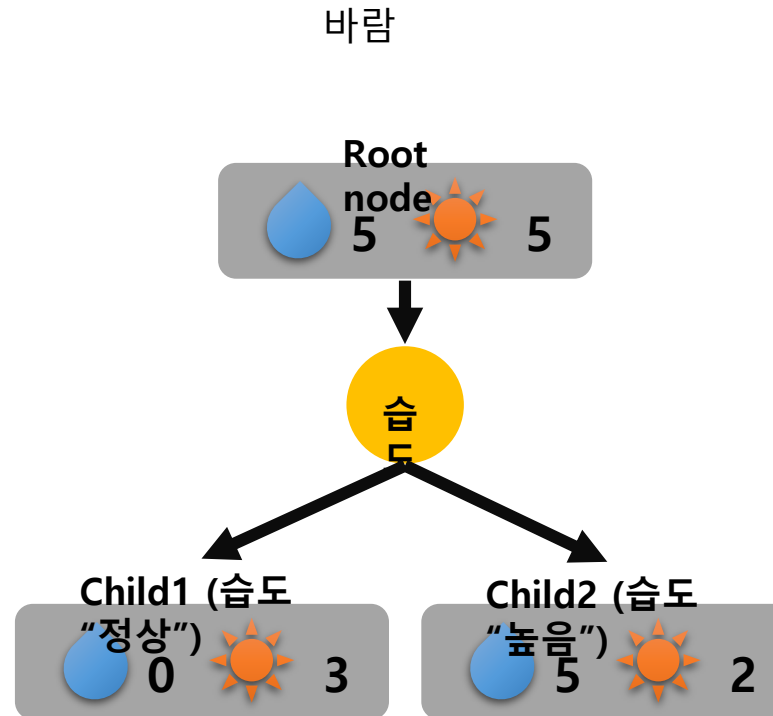 바람
Root
node
5 5
습
도
Child1 (습도
“정상”)
0 3
Child2 (습도
“높음”)
5 2